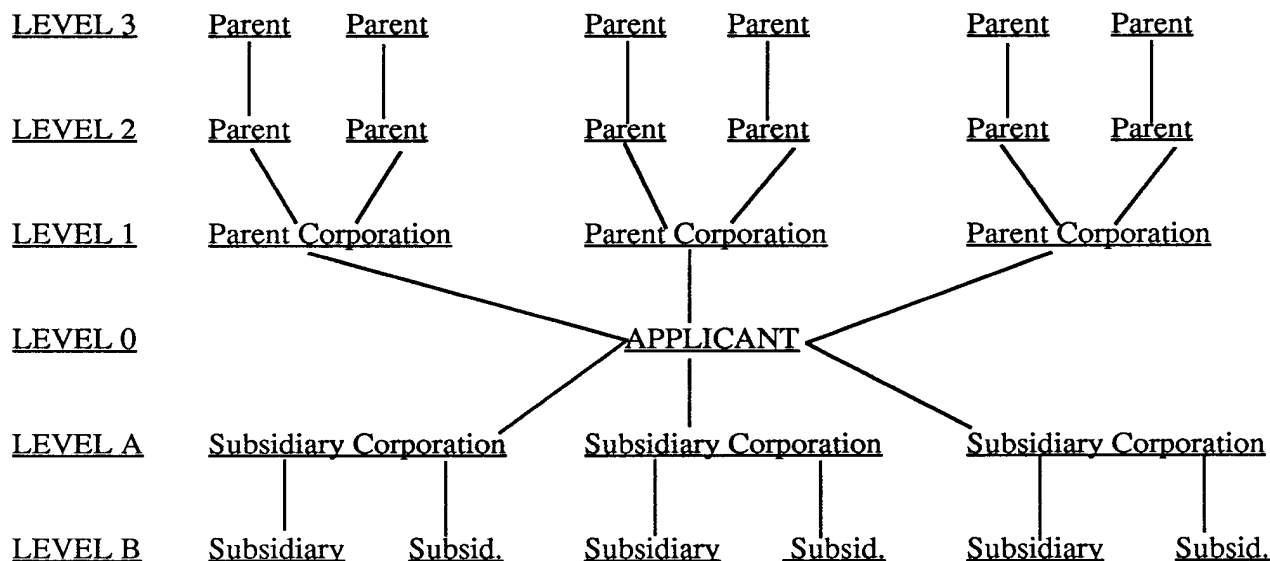 LEVEL 3 Parent Parent Parent Parent Parent Parent
LEVEL 2 Parent Parent Parent Parent Parent Parent
LEVEL 1 Parent Corporation Parent Corporation Parent Corporation
LEVEL 0 APPLICANT
LEVEL A Subsidiary Corporation Subsidiary Corporation Subsidiary Corporation
LEVEL B Subsidiary Subsid. Subsidiary Subsid. Subsidiary Subsid.